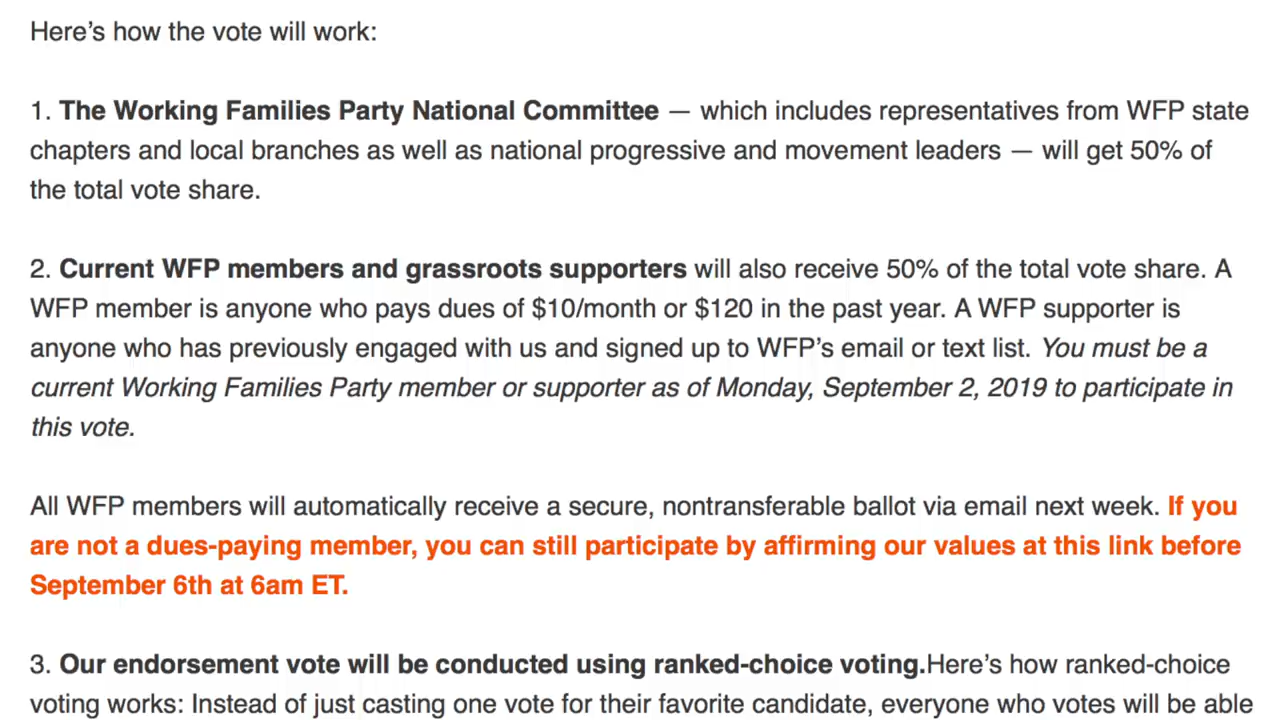 Here’s how the vote will work:
1. The Working Families Party National Committee — which includes representatives from WFP state
chapters and local branches as well as national progressive and movement leaders — will get 50% of
the total vote share.
2. Current WFP members and grassroots supporters will also receive 50% of the total vote share. A
WFP member is anyone who pays dues of $10/month or $120 in the past year. A WFP supporter is
anyone who has previously engaged with us and signed up to WFP’s email or text list. You must be a
current Working Families Party member or supporter as of Monday, September 2, 2019 to participate in
this vote.
All WFP members will automatically receive a secure, nontransferable ballot via email next week. If you
are not a dues-paying member, you can still participate by affirming our values at this link before
September 6th at 6am ET.
3. Our endorsement vote will be conducted using ranked-choice voting.Here’s how ranked-choice
voting works: Instead of just casting one vote for their favorite candidate, everyone who votes will be able